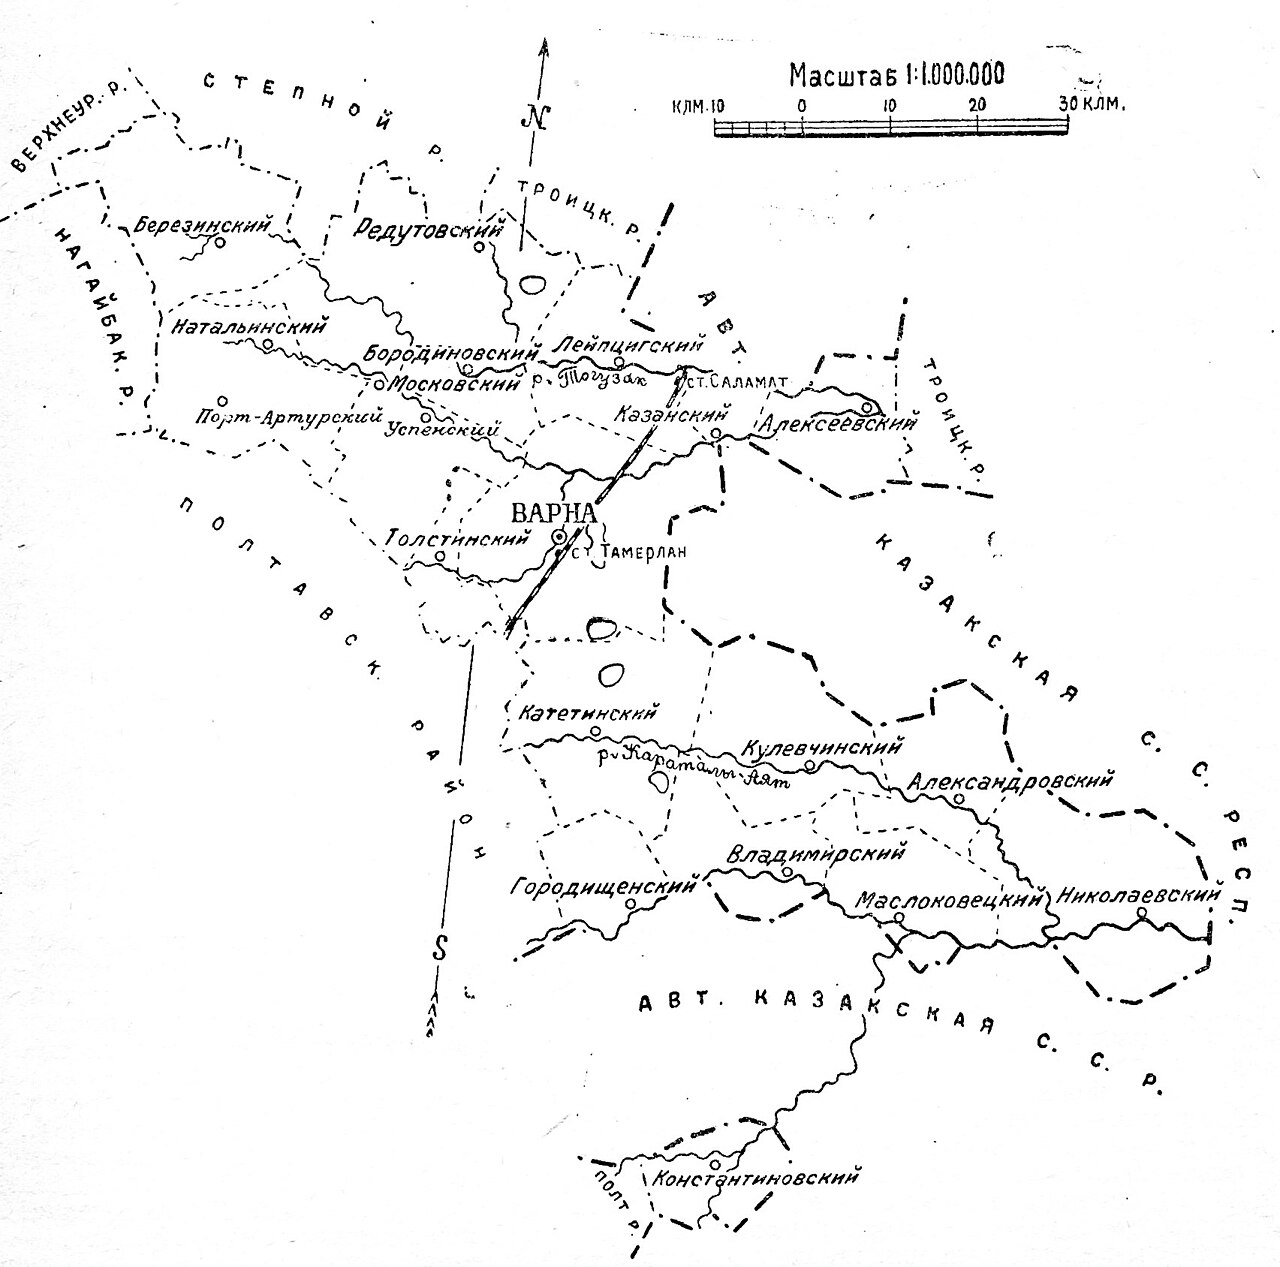 Масштаб 1:1.000.000
КЛМ. 10 0 10 20 30 КЛМ.
ВЕРХНЕУР. Р.
СТЕПНОЙ Р.
N
ТРОИЦК. Р.
НАГАЙБАК. Р.
Березинский
Редутовский
АВТ.
Натальинский
Бородиновский
Лейпцигский
Московский
р. Тогузак
ст. Саламат
ТРОИЦК. Р.
Порт-Артурский
Успенский
Казанский
Алексеевский
ПОЛТАВСК. РАЙОН
ВАРНА
Толстинский
ст. Тамерлан
КАЗАКСКАЯ С. С. РЕСП.
Катетинский
р. Караталы-Аят
Кулевчинский
Александровский
Владимирский
Городищенский
Маслоковецкий
Николаевский
S
АВТ. КАЗАКСКАЯ С. С. Р.
Константиновский
ПОЛТ Р.